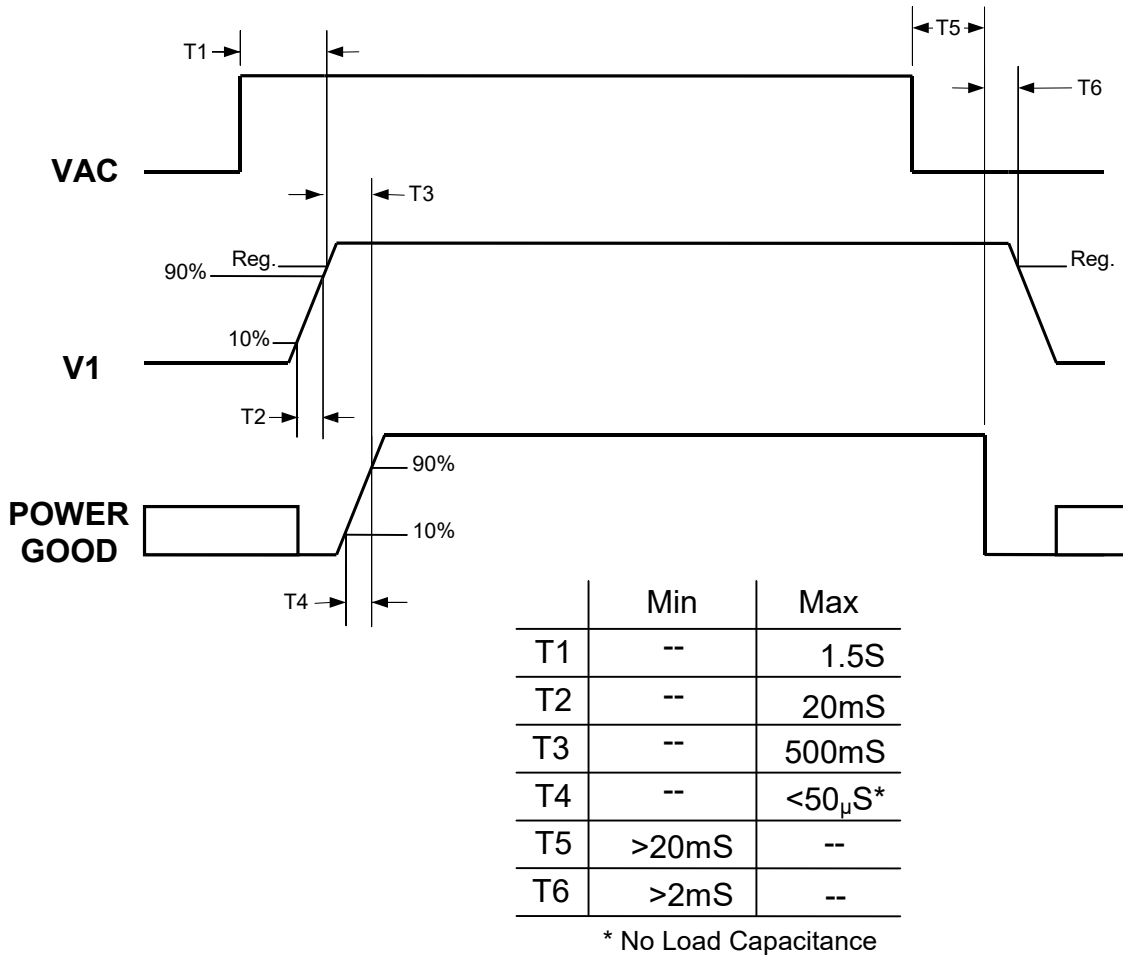 T1
T5
T6
VAC
T3
Reg.
90%
Reg.
10%
V1
T2
90%
POWER
GOOD
10%
T4
Min Max
T1 -- 1.5S
T2 -- 20mS
T3 -- 500mS
T4 -- <50μS*
T5 >20mS --
T6 >2mS --
* No Load Capacitance